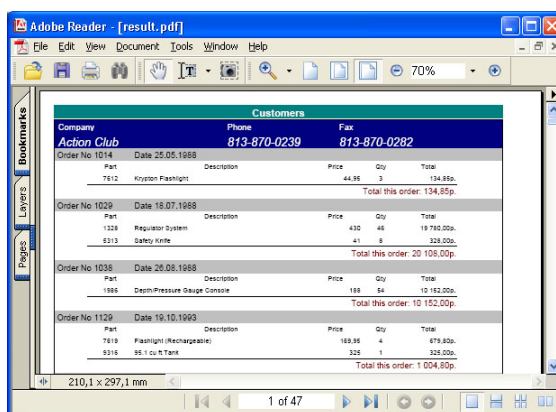 Adobe Reader - [result.pdf]
File Edit View Document Tools Window Help
70%
Bookmarks
Layers
Pages
Customers
Company Phone Fax
Action Club 813-870-0239 813-870-0282
Order No 1014 Date 25.05.1988
Part Description Price Qty Total
7612 Krypton Flashlight 44,95 3 134,85p.
Total this order: 134,85p.
Order No 1029 Date 18.07.1988
Part Description Price Qty Total
1328 Regulator System 430 46 19 780,00p.
5313 Safety Knife 41 8 328,00p.
Total this order: 20 108,00p.
Order No 1038 Date 26.08.1988
Part Description Price Qty Total
1986 Depth/Pressure Gauge Console 188 54 10 152,00p.
Total this order: 10 152,00p.
Order No 1129 Date 19.10.1993
Part Description Price Qty Total
7619 Flashlight (Rechargeable) 169,95 4 679,80p.
9316 95.1 cu ft Tank 325 1 325,00p.
Total this order: 1 004,80p.
210,1 x 297,1 mm
1 of 47